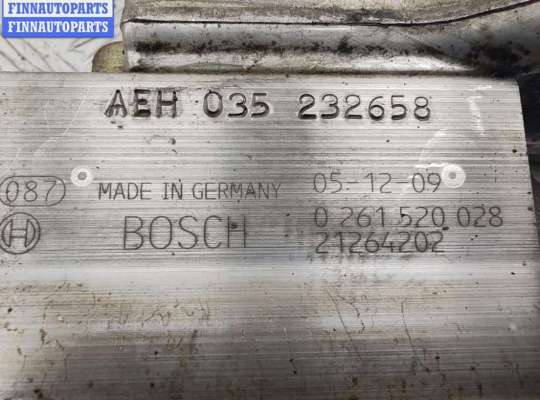 FINNAUTOPARTS
FINNAUTOPARTS
AEH 035 232658
087 MADE IN GERMANY 05-12-09
BOSCH 0 261 520 028
21264202